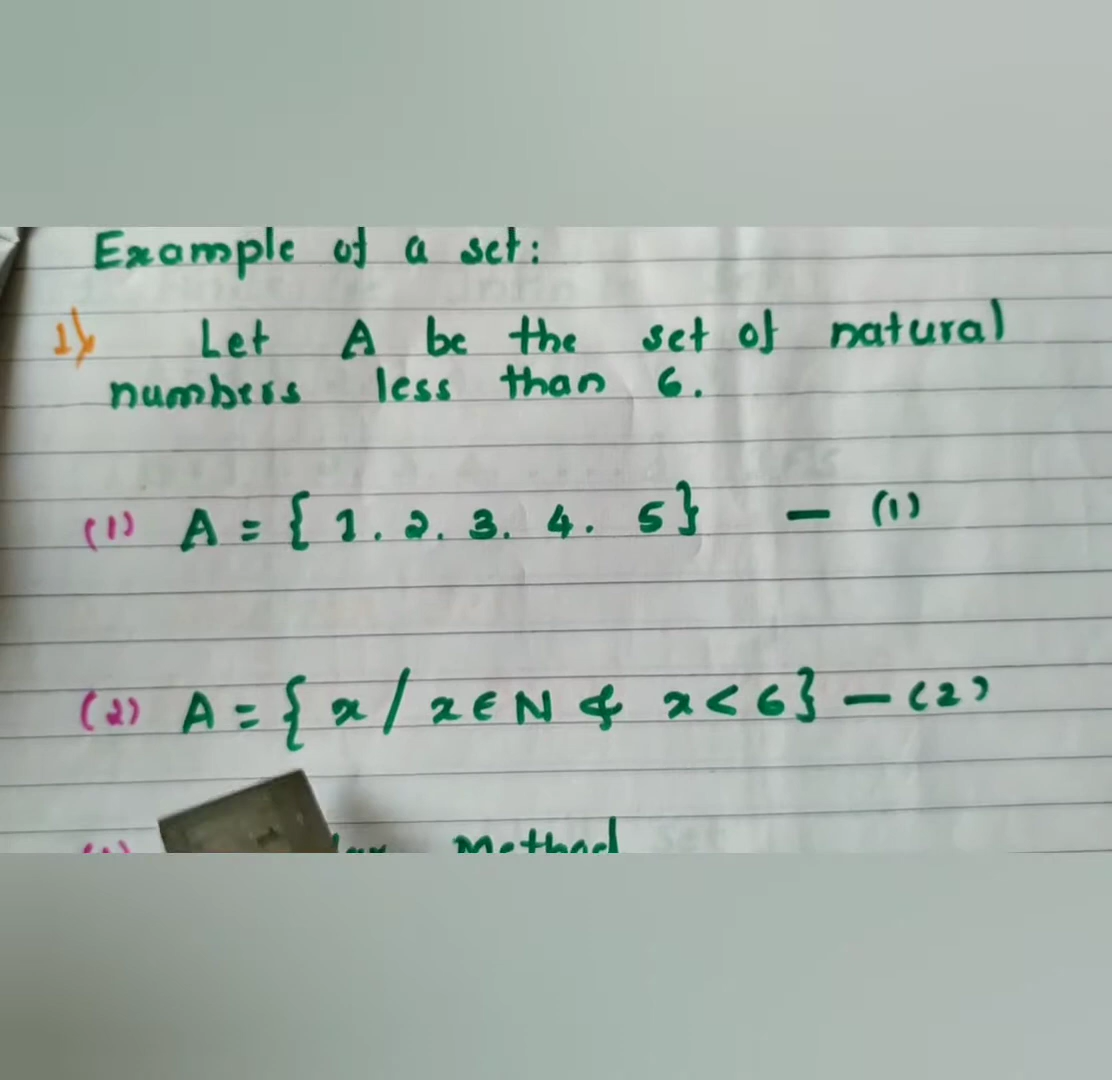 Example of a set:
1) Let A be the set of natural
numbers less than 6.
(1) A = { 1. 2. 3. 4. 5} — (1)
(2) A = { x / x ∈ N & x < 6} — (2)
method